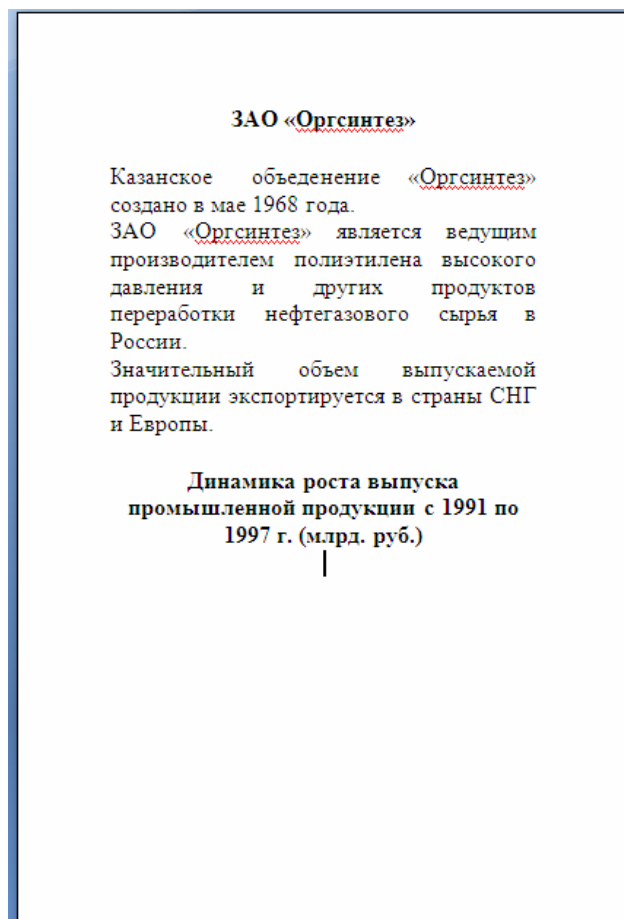 ЗАО «Оргсинтез»
Казанское объеденение «Оргсинтез»
создано в мае 1968 года.
ЗАО «Оргсинтез» является ведущим
производителем полиэтилена высокого
давления и других продуктов
переработки нефтегазового сырья в
России.
Значительный объем выпускаемой
продукции экспортируется в страны СНГ
и Европы.
Динамика роста выпуска
промышленной продукции с 1991 по
1997 г. (млрд. руб.)